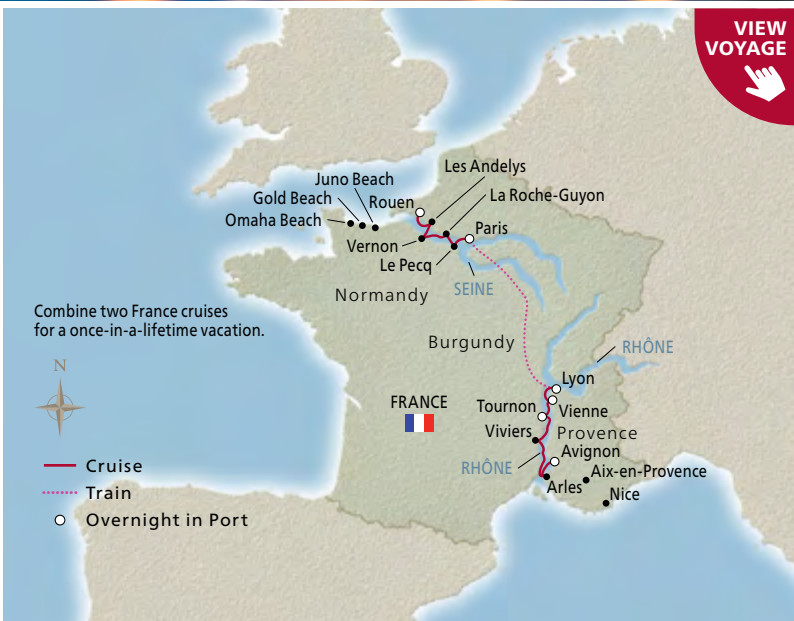 VIEW
VOYAGE
Les Andelys
Juno Beach
La Roche-Guyon
Gold Beach
Rouen
Omaha Beach
Paris
Vernon
Le Pecq
SEINE
Normandy
Combine two France cruises
for a once-in-a-lifetime vacation.
Burgundy
RHÔNE
N
Lyon
FRANCE
Tournon
Vienne
Viviers
Provence
Avignon
RHÔNE
Aix-en-Provence
Arles
Nice
Cruise
Train
Overnight in Port